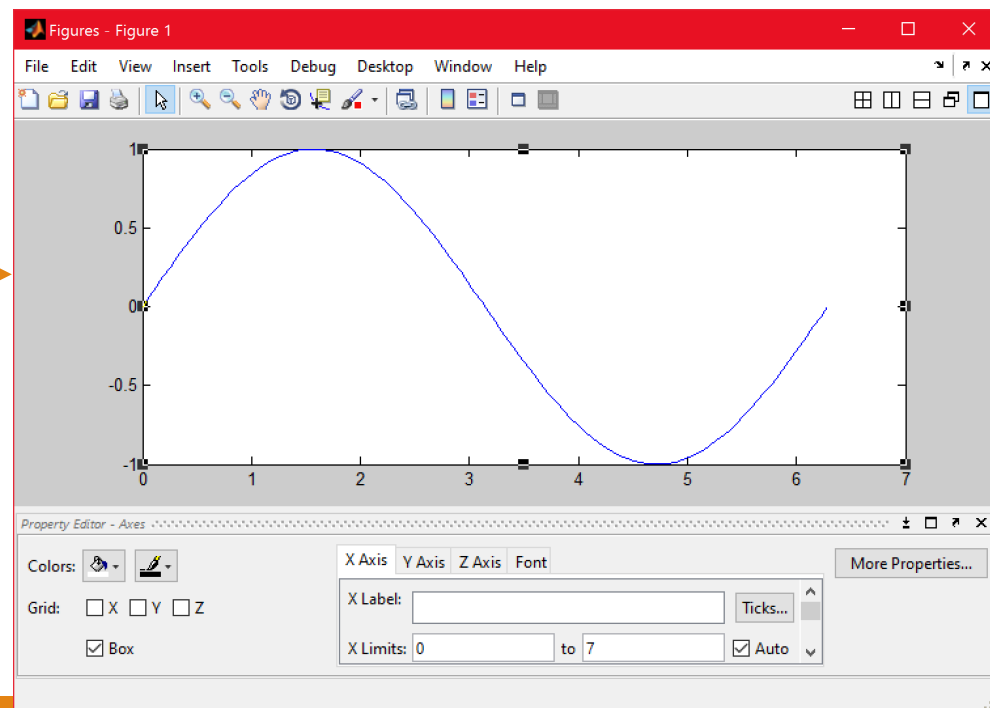 Figures - Figure 1
File Edit View Insert Tools Debug Desktop Window Help
1
0.5
0
-0.5
-1
0 1 2 3 4 5 6 7
Property Editor - Axes
Colors:
X Axis Y Axis Z Axis Font
More Properties...
Grid: X Y Z
X Label:
Ticks...
Box
X Limits: 0 to 7 Auto